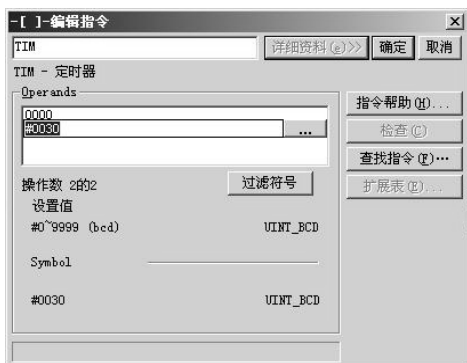 -[ ]-编辑指令
TIM
详细资料(e)>>
确定
取消
TIM - 定时器
Operands
0000
#0030
...
指令帮助(H)...
检查(C)
查找指令(F)...
扩展表(E)...
操作数 2的2
过滤符号
设置值
#0~9999 (bcd)
UINT_BCD
Symbol
#0030
UINT_BCD